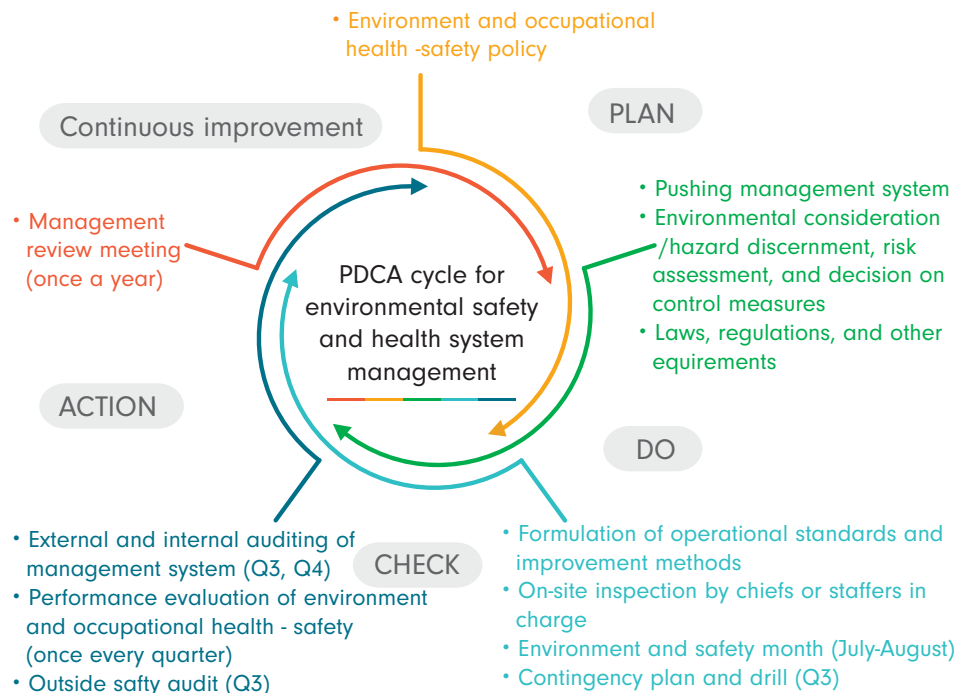 • Environment and occupational
health -safety policy
PLAN
Continuous improvement
• Pushing management system
• Environmental consideration
/hazard discernment, risk
assessment, and decision on
control measures
• Laws, regulations, and other
equirements
• Management
review meeting
(once a year)
PDCA cycle for
environmental safety
and health system
management
ACTION
DO
• External and internal auditing of
management system (Q3, Q4)
• Performance evaluation of environment
and occupational health - safety
(once every quarter)
• Outside safty audit (Q3)
CHECK
• Formulation of operational standards and
improvement methods
• On-site inspection by chiefs or staffers in
charge
• Environment and safety month (July-August)
• Contingency plan and drill (Q3)